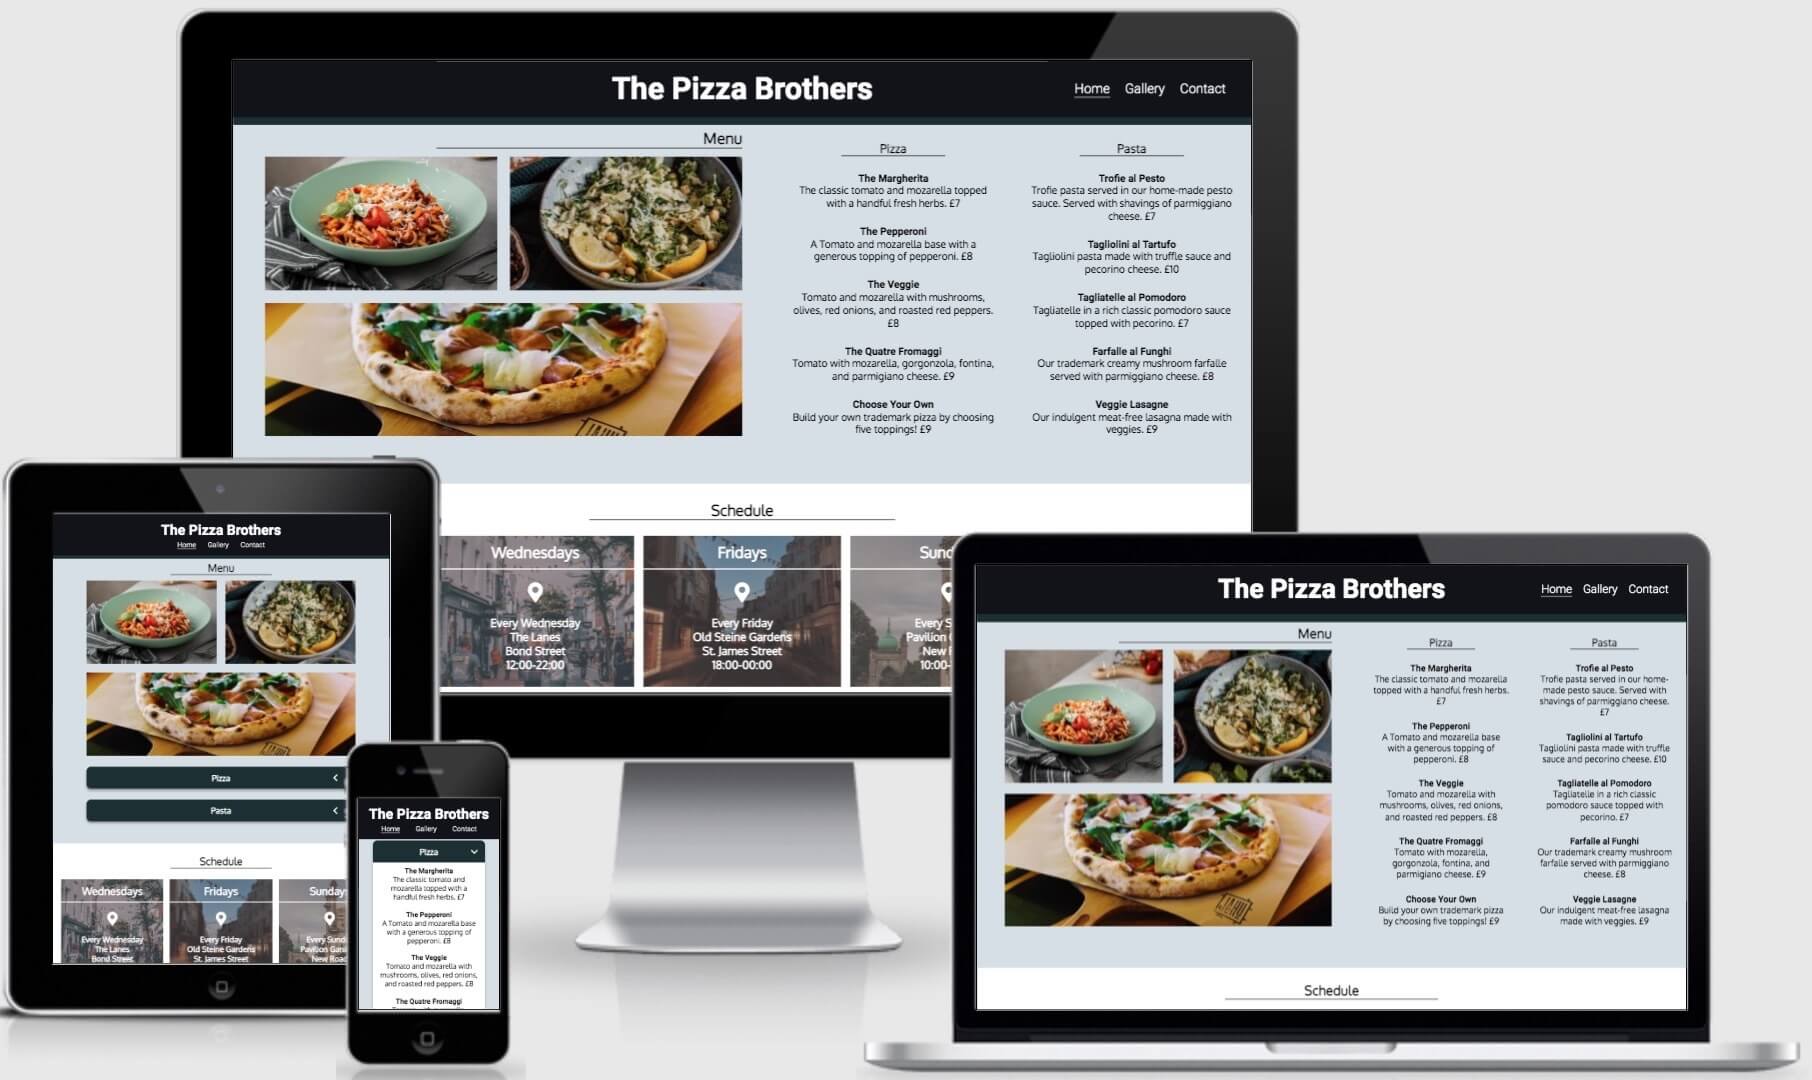 The Pizza Brothers
Home Gallery Contact
Menu
Pizza
The Margherita
The classic tomato and mozarella topped
with a handful fresh herbs. £7
The Pepperoni
A Tomato and mozarella base with a
generous topping of pepperoni. £8
The Veggie
Tomato and mozarella with mushrooms,
olives, red onions, and roasted red peppers.
£8
The Quatre Fromaggi
Tomato with mozarella, gorgonzola, fontina,
and parmigiano cheese. £9
Choose Your Own
Build your own trademark pizza by choosing
five toppings! £9
Pasta
Trofie al Pesto
Trofie pasta served in our home-made pesto
sauce. Served with shavings of parmiggiano
cheese. £7
Tagliolini al Tartufo
Tagliolini pasta made with truffle sauce and
pecorino cheese. £10
Tagliatelle al Pomodoro
Tagliatelle in a rich classic pomodoro sauce
topped with pecorino. £7
Farfalle al Funghi
Our trademark creamy mushroom farfalle
served with parmiggiano cheese. £8
Veggie Lasagne
Our indulgent meat-free lasagna made with
veggies. £9
Schedule
Wednesdays
Every Wednesday
The Lanes
Bond Street
12:00-22:00
Fridays
Every Friday
Old Steine Gardens
St. James Street
18:00-00:00
Sund
Every S
Pavilion
New
10:00-
The Pizza Brothers
Home Gallery Contact
Menu
Pizza
Pasta
Schedule
Wednesdays
Every Wednesday
The Lanes
Bond Street
Fridays
Every Friday
Old Steine Gardens
St. James Street
Sunday
Every Sund
Pavilion Gar
New Road
The Pizza Brothers
Home Gallery Contact
Pizza
The Margherita
The classic tomato and
mozarella topped with a
handful fresh herbs. £7
The Pepperoni
A Tomato and mozarella base
with a generous topping of
pepperoni. £8
The Veggie
Tomato and mozarella with
mushrooms, olives, red onions,
and roasted red peppers. £8
The Quatre Fromaggi
The Pizza Brothers
Home Gallery Contact
Menu
Pizza
The Margherita
The classic tomato and mozarella
topped with a handful fresh herbs.
£7
The Pepperoni
A Tomato and mozarella base
with a generous topping of
pepperoni. £8
The Veggie
Tomato and mozarella with
mushrooms, olives, red onions,
and roasted red peppers. £8
The Quatre Fromaggi
Tomato with mozarella,
gorgonzola, fontina, and
parmigiano cheese. £9
Choose Your Own
Build your own trademark pizza
by choosing five toppings! £9
Pasta
Trofie al Pesto
Trofie pasta served in our home-
made pesto sauce. Served with
shavings of parmiggiano cheese.
£7
Tagliolini al Tartufo
Tagliolini pasta made with truffle
sauce and pecorino cheese. £10
Tagliatelle al Pomodoro
Tagliatelle in a rich classic
pomodoro sauce topped with
pecorino. £7
Farfalle al Funghi
Our trademark creamy mushroom
farfalle served with parmiggiano
cheese. £8
Veggie Lasagne
Our indulgent meat-free lasagna
made with veggies. £9
Schedule